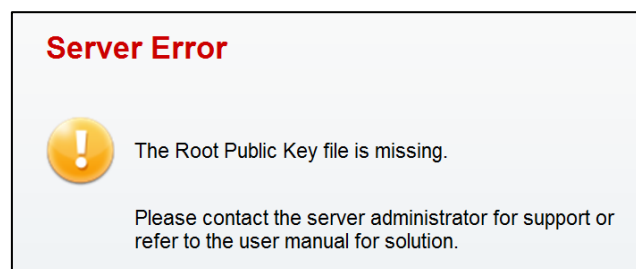 Server Error
The Root Public Key file is missing.
Please contact the server administrator for support or
refer to the user manual for solution.